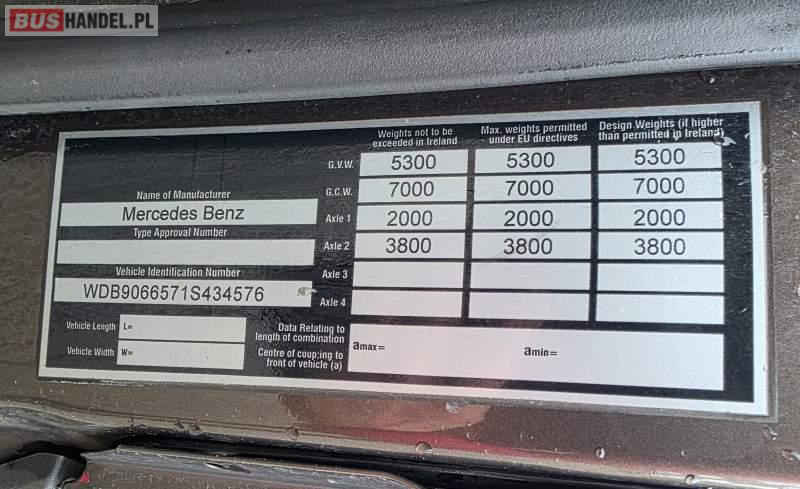 BUSHANDEL.PL
Weights not to be exceeded in Ireland
Max. weights permitted under EU directives
Design Weights (if higher than permitted in Ireland)
G.V.W. 5300 5300 5300
G.C.W. 7000 7000 7000
Name of Manufacturer
Mercedes Benz
Axle 1 2000 2000 2000
Type Approval Number
Axle 2 3800 3800 3800
Vehicle Identification Number
Axle 3
WDB9066571S434576
Axle 4
Vehicle Length L=
Vehicle Width W=
Data Relating to
length of combination
Centre of coupling to
front of vehicle (a)
amax= amin=